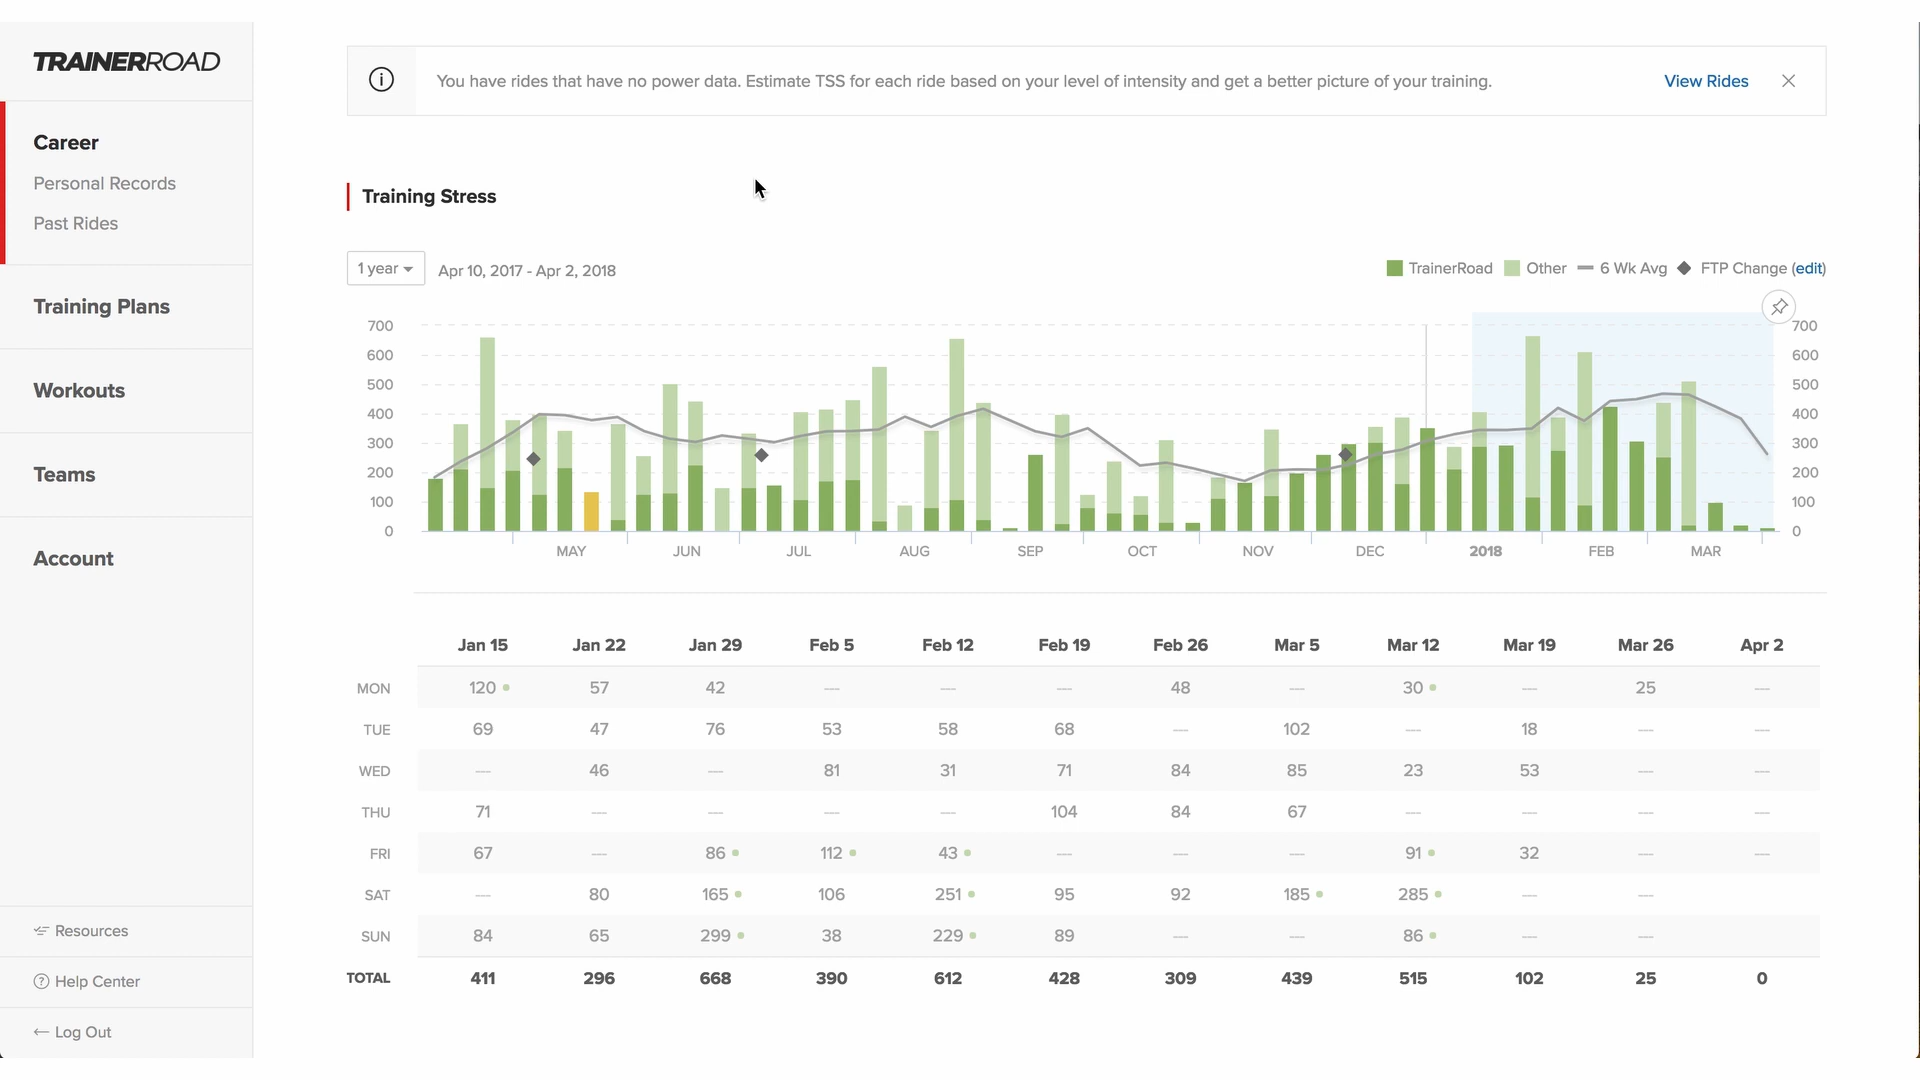 TRAINERROAD
Career
Personal Records
Past Rides
Training Plans
Workouts
Teams
Account
Resources
Help Center
Log Out
You have rides that have no power data. Estimate TSS for each ride based on your level of intensity and get a better picture of your training. View Rides
Training Stress
1 year Apr 10, 2017 - Apr 2, 2018
TrainerRoad Other 6 Wk Avg FTP Change (edit)
700 700
600 600
500 500
400 400
300 300
200 200
100 100
0 0
MAY JUN JUL AUG SEP OCT NOV DEC 2018 FEB MAR
Jan 15 Jan 22 Jan 29 Feb 5 Feb 12 Feb 19 Feb 26 Mar 5 Mar 12 Mar 19 Mar 26 Apr 2
MON 120 57 42 --- --- --- 48 --- 30 --- 25 ---
TUE 69 47 76 53 58 68 --- 102 --- 18 --- ---
WED --- 46 --- 81 31 71 84 85 23 53 --- ---
THU 71 --- --- --- --- 104 84 67 --- --- --- ---
FRI 67 --- 86 112 43 --- --- --- 91 32 --- ---
SAT --- 80 165 106 251 95 92 185 285 --- ---
SUN 84 65 299 38 229 89 --- --- 86 --- ---
TOTAL 411 296 668 390 612 428 309 439 515 102 25 0